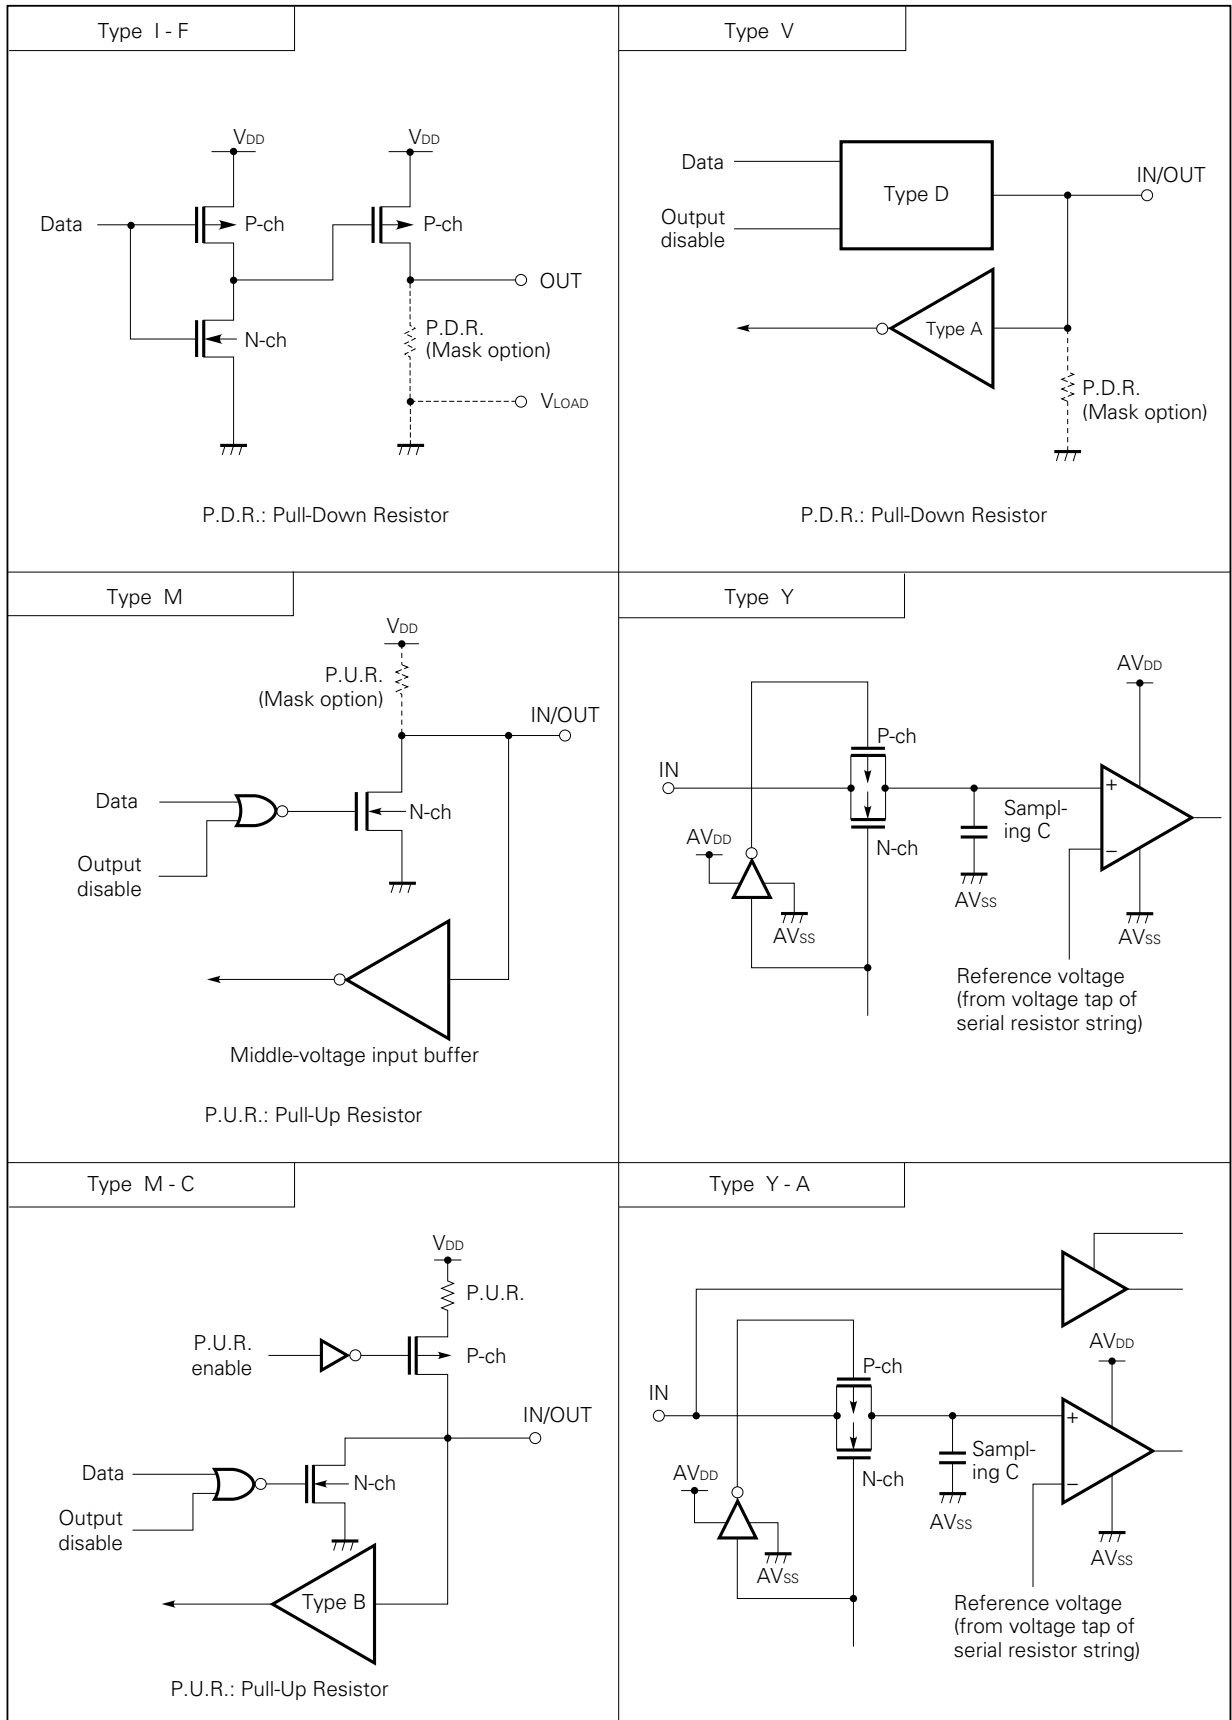 Type I - F
VDD
VDD
Data
P-ch
P-ch
OUT
N-ch
P.D.R.
(Mask option)
VLOAD
P.D.R.: Pull-Down Resistor
Type V
Data
Type D
IN/OUT
Output
disable
Type A
P.D.R.
(Mask option)
P.D.R.: Pull-Down Resistor
Type M
VDD
P.U.R.
(Mask option)
IN/OUT
Data
N-ch
Output
disable
Middle-voltage input buffer
P.U.R.: Pull-Up Resistor
Type Y
AVDD
P-ch
IN
+
Sampl-
ing C
AVDD
N-ch
−
AVSS
AVSS
AVSS
Reference voltage
(from voltage tap of
serial resistor string)
Type M - C
VDD
P.U.R.
P.U.R.
enable
P-ch
IN/OUT
Data
N-ch
Output
disable
Type B
P.U.R.: Pull-Up Resistor
Type Y - A
AVDD
P-ch
IN
+
Sampl-
ing C
AVDD
N-ch
−
AVSS
AVSS
AVSS
Reference voltage
(from voltage tap of
serial resistor string)